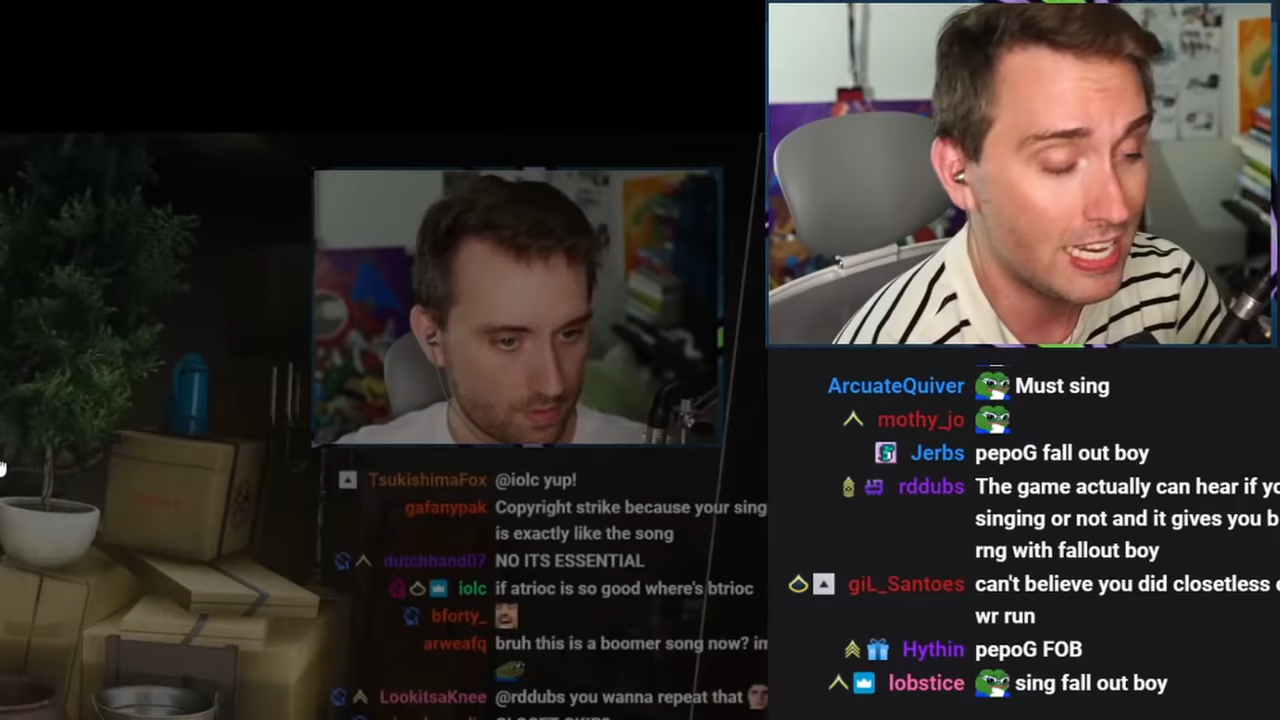 TsukishimaFox @iolc yup!
gafanypak Copyright strike because your sing
is exactly like the song
dutchband07 NO ITS ESSENTIAL
iolc if atrioc is so good where's btrioc
bforty_
arweafq bruh this is a boomer song now? im
LookitsaKnee @rddubs you wanna repeat that
ArcuateQuiver Must sing
mothy_jo
Jerbs pepoG fall out boy
rddubs The game actually can hear if yo
singing or not and it gives you b
rng with fallout boy
giL_Santoes can't believe you did closetless
wr run
Hythin pepoG FOB
lobstice sing fall out boy